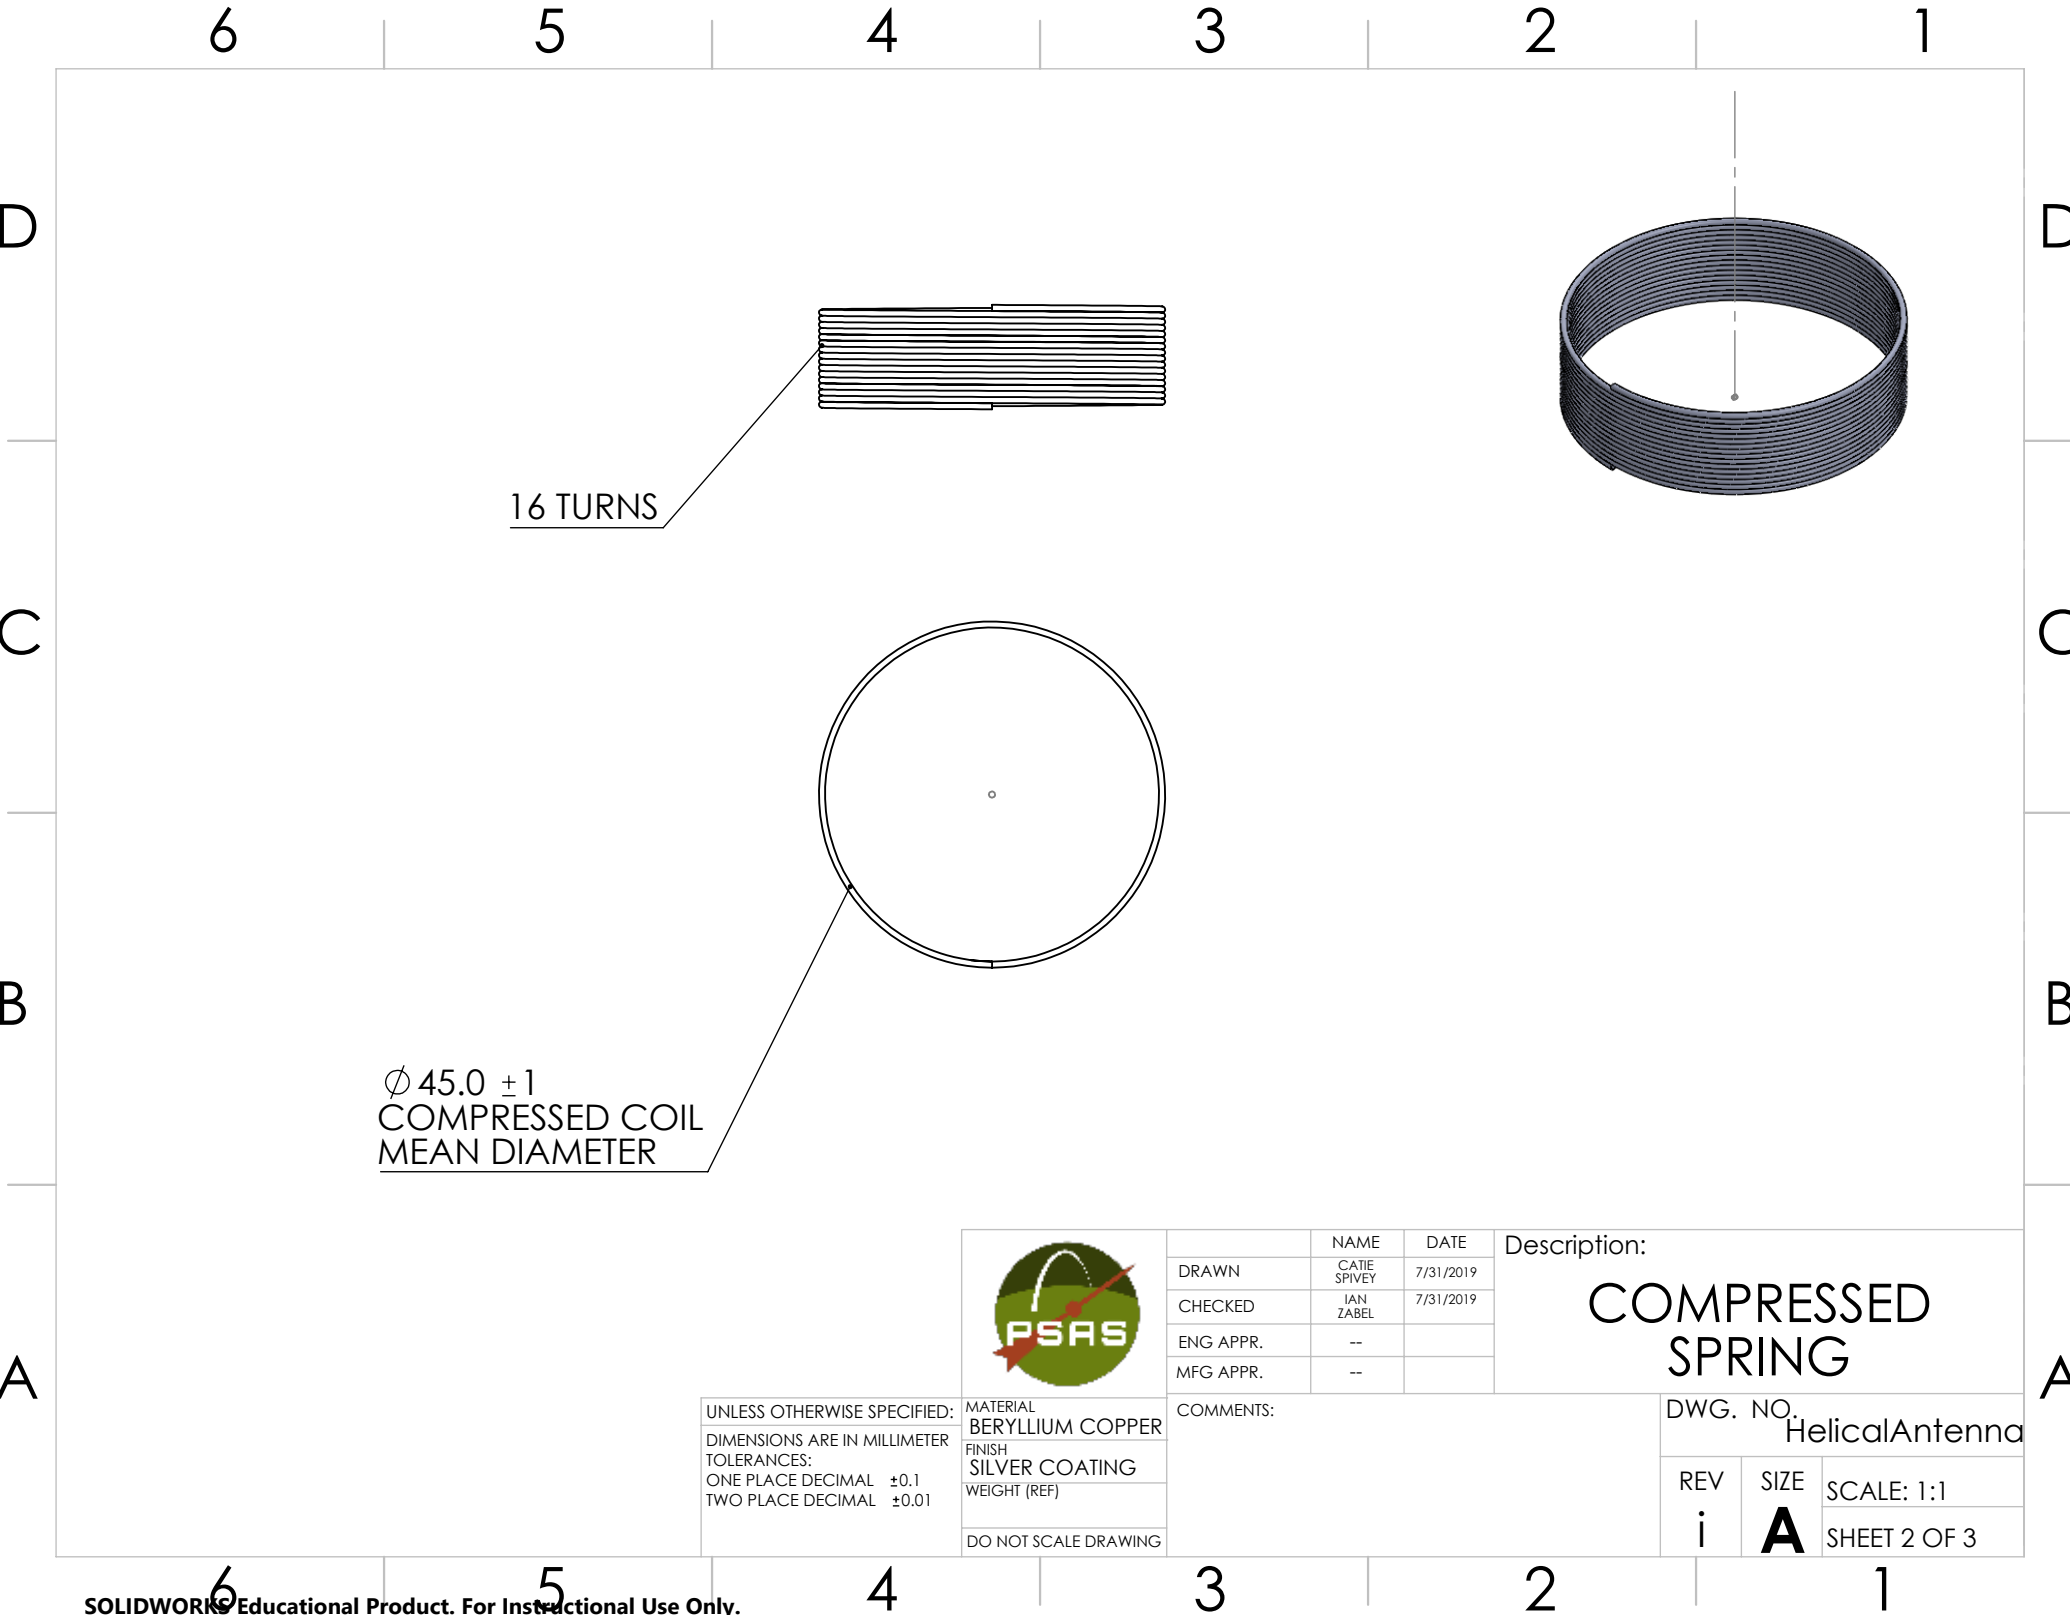 6 5 4 3 2 1
D D
16 TURNS
C C
B B
⌀45.0 ±1
COMPRESSED COIL
MEAN DIAMETER
A A
PSAS
NAME DATE
DRAWN CATIE SPIVEY 7/31/2019
CHECKED IAN ZABEL 7/31/2019
ENG APPR. --
MFG APPR. --
Description:
COMPRESSED
SPRING
UNLESS OTHERWISE SPECIFIED:
DIMENSIONS ARE IN MILLIMETER
TOLERANCES:
ONE PLACE DECIMAL ±0.1
TWO PLACE DECIMAL ±0.01
MATERIAL
BERYLLIUM COPPER
FINISH
SILVER COATING
WEIGHT (REF)
DO NOT SCALE DRAWING
COMMENTS:
DWG. NO.
HelicalAntenna
REV
i
SIZE
A
SCALE: 1:1
SHEET 2 OF 3
6 5 4 3 2 1
SOLIDWORKS Educational Product. For Instructional Use Only.